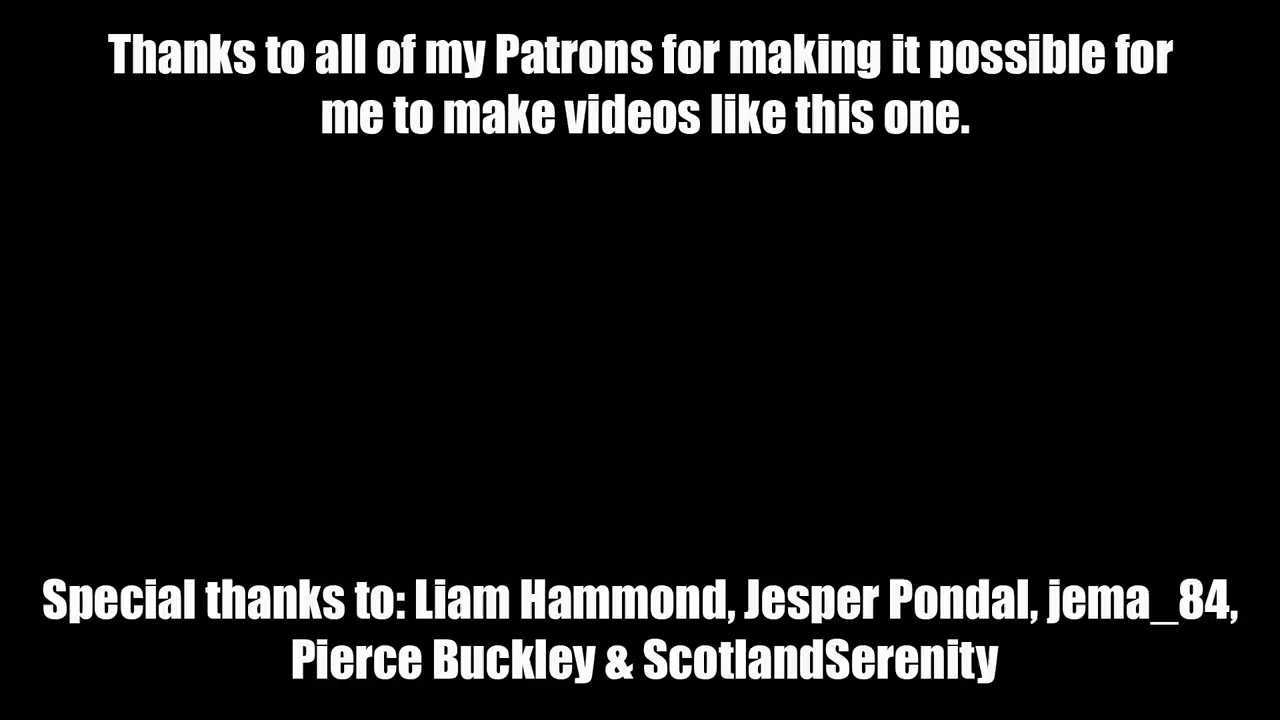 Thanks to all of my Patrons for making it possible for
me to make videos like this one.
Special thanks to: Liam Hammond, Jesper Pondal, jema_84,
Pierce Buckley & ScotlandSerenity